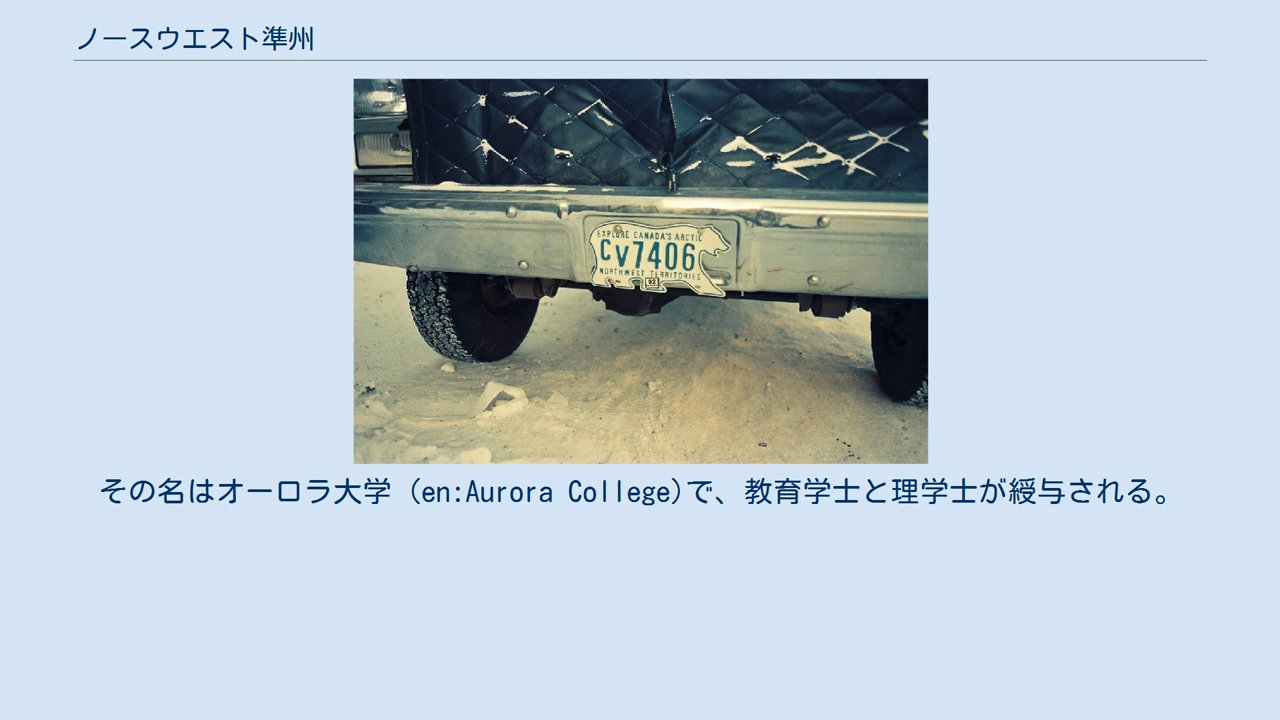 ノースウエスト準州
EXPLORE CANADA'S ARCTIC
CV7406
NORTHWEST TERRITORIES
92
その名はオーロラ大学 (en:Aurora College)で、教育学士と理学士が綬与される。